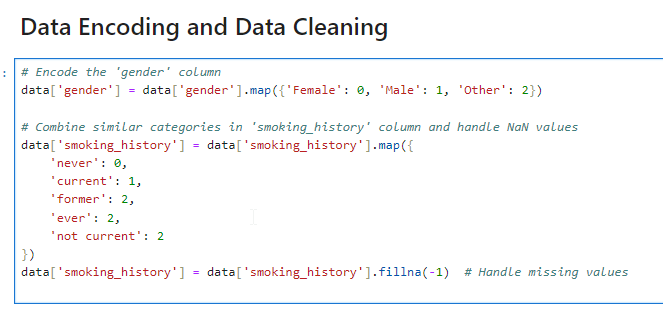 Data Encoding and Data Cleaning
:
# Encode the 'gender' column
data['gender'] = data['gender'].map({'Female': 0, 'Male': 1, 'Other': 2})
# Combine similar categories in 'smoking_history' column and handle NaN values
data['smoking_history'] = data['smoking_history'].map({
    'never': 0,
    'current': 1,
    'former': 2,
    'ever': 2,
    'not current': 2
})
data['smoking_history'] = data['smoking_history'].fillna(-1)  # Handle missing values